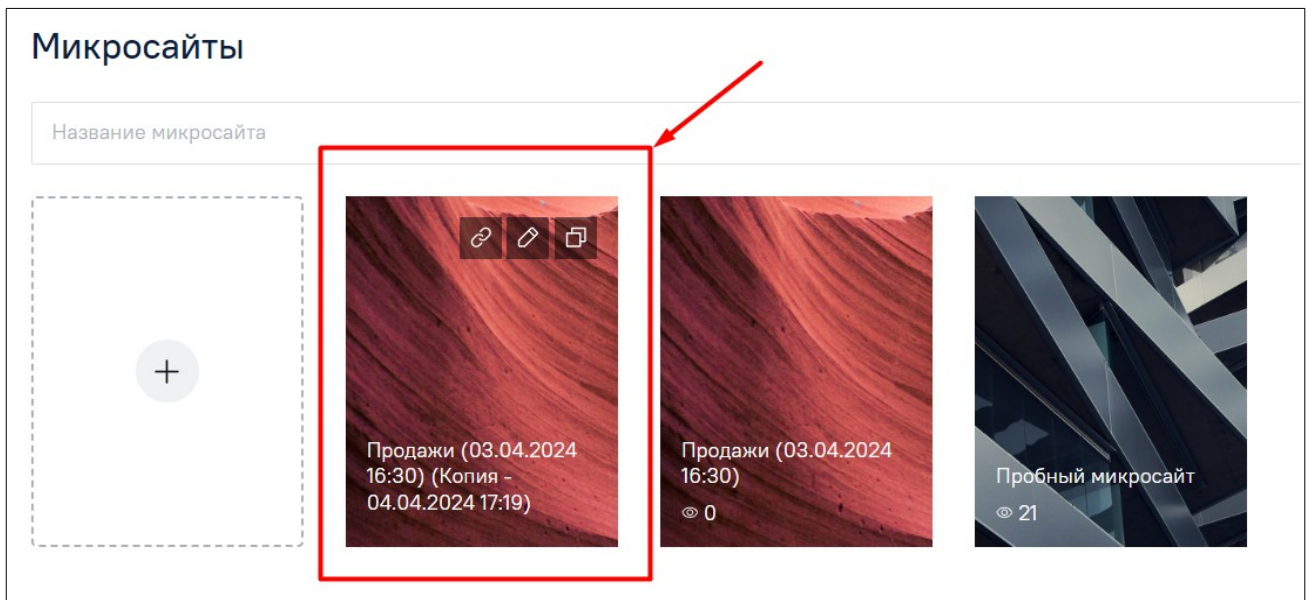 Микросайты
Название микросайта
Продажи (03.04.2024
16:30) (Копия -
04.04.2024 17:19)
Продажи (03.04.2024
16:30)
0
Пробный микросайт
21